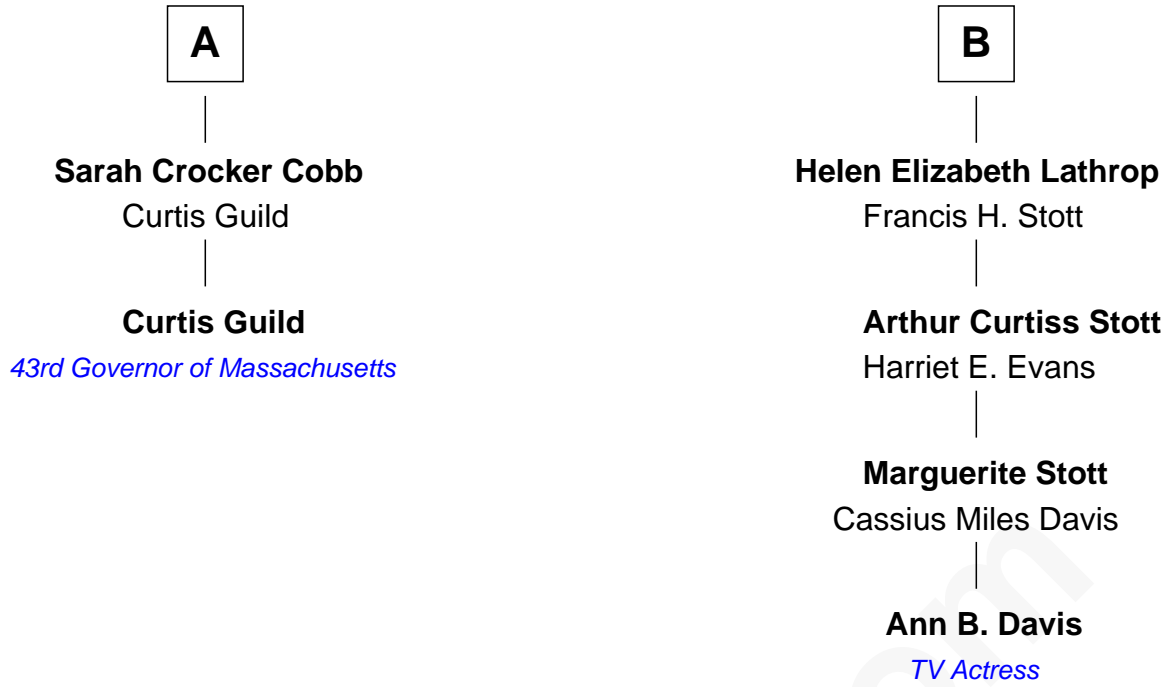 A
Sarah Crocker Cobb
Curtis Guild
Curtis Guild
43rd Governor of Massachusetts
B
Helen Elizabeth Lathrop
Francis H. Stott
Arthur Curtiss Stott
Harriet E. Evans
Marguerite Stott
Cassius Miles Davis
Ann B. Davis
TV Actress